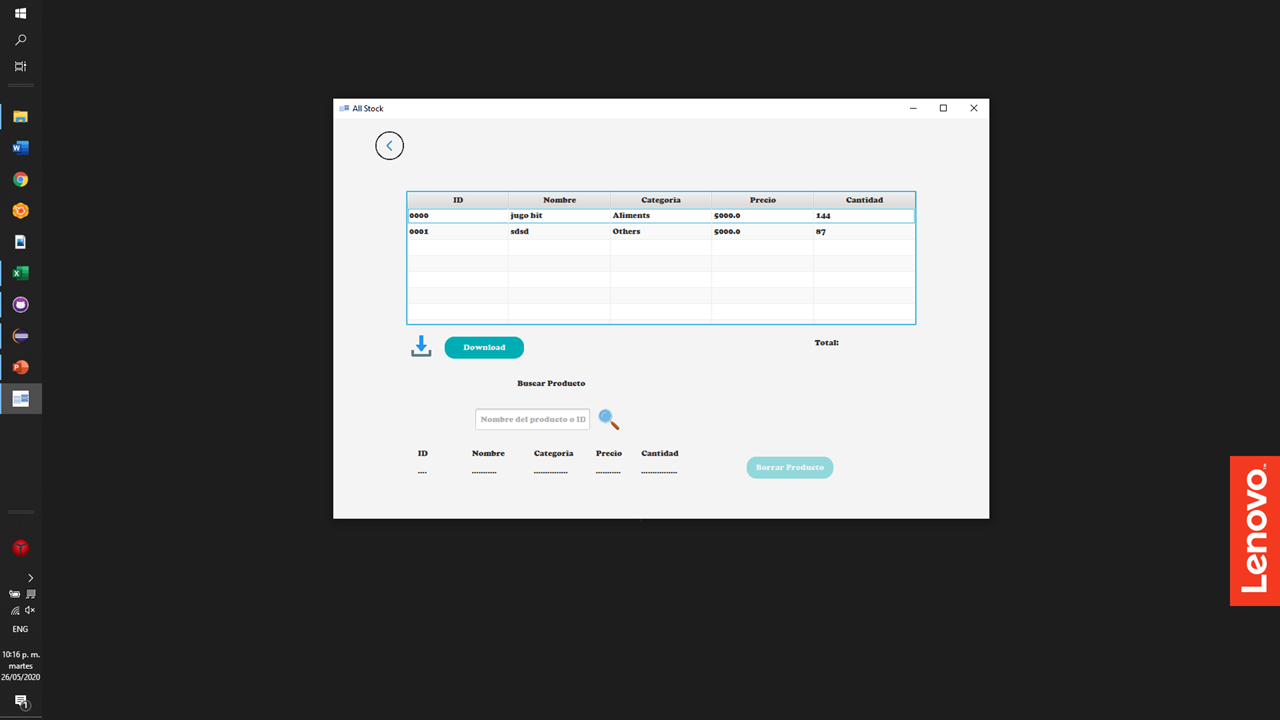 All Stock
ID Nombre Categoria Precio Cantidad
0000 jugo hit Aliments 5000.0 144
0001 sdsd Others 5000.0 87
Download
Total:
Buscar Producto
Nombre del producto o ID
ID Nombre Categoria Precio Cantidad
.... ........... ............... ........... ................
Borrar Producto
Lenovo™
ENG
10:16 p. m.
martes
26/05/2020
1